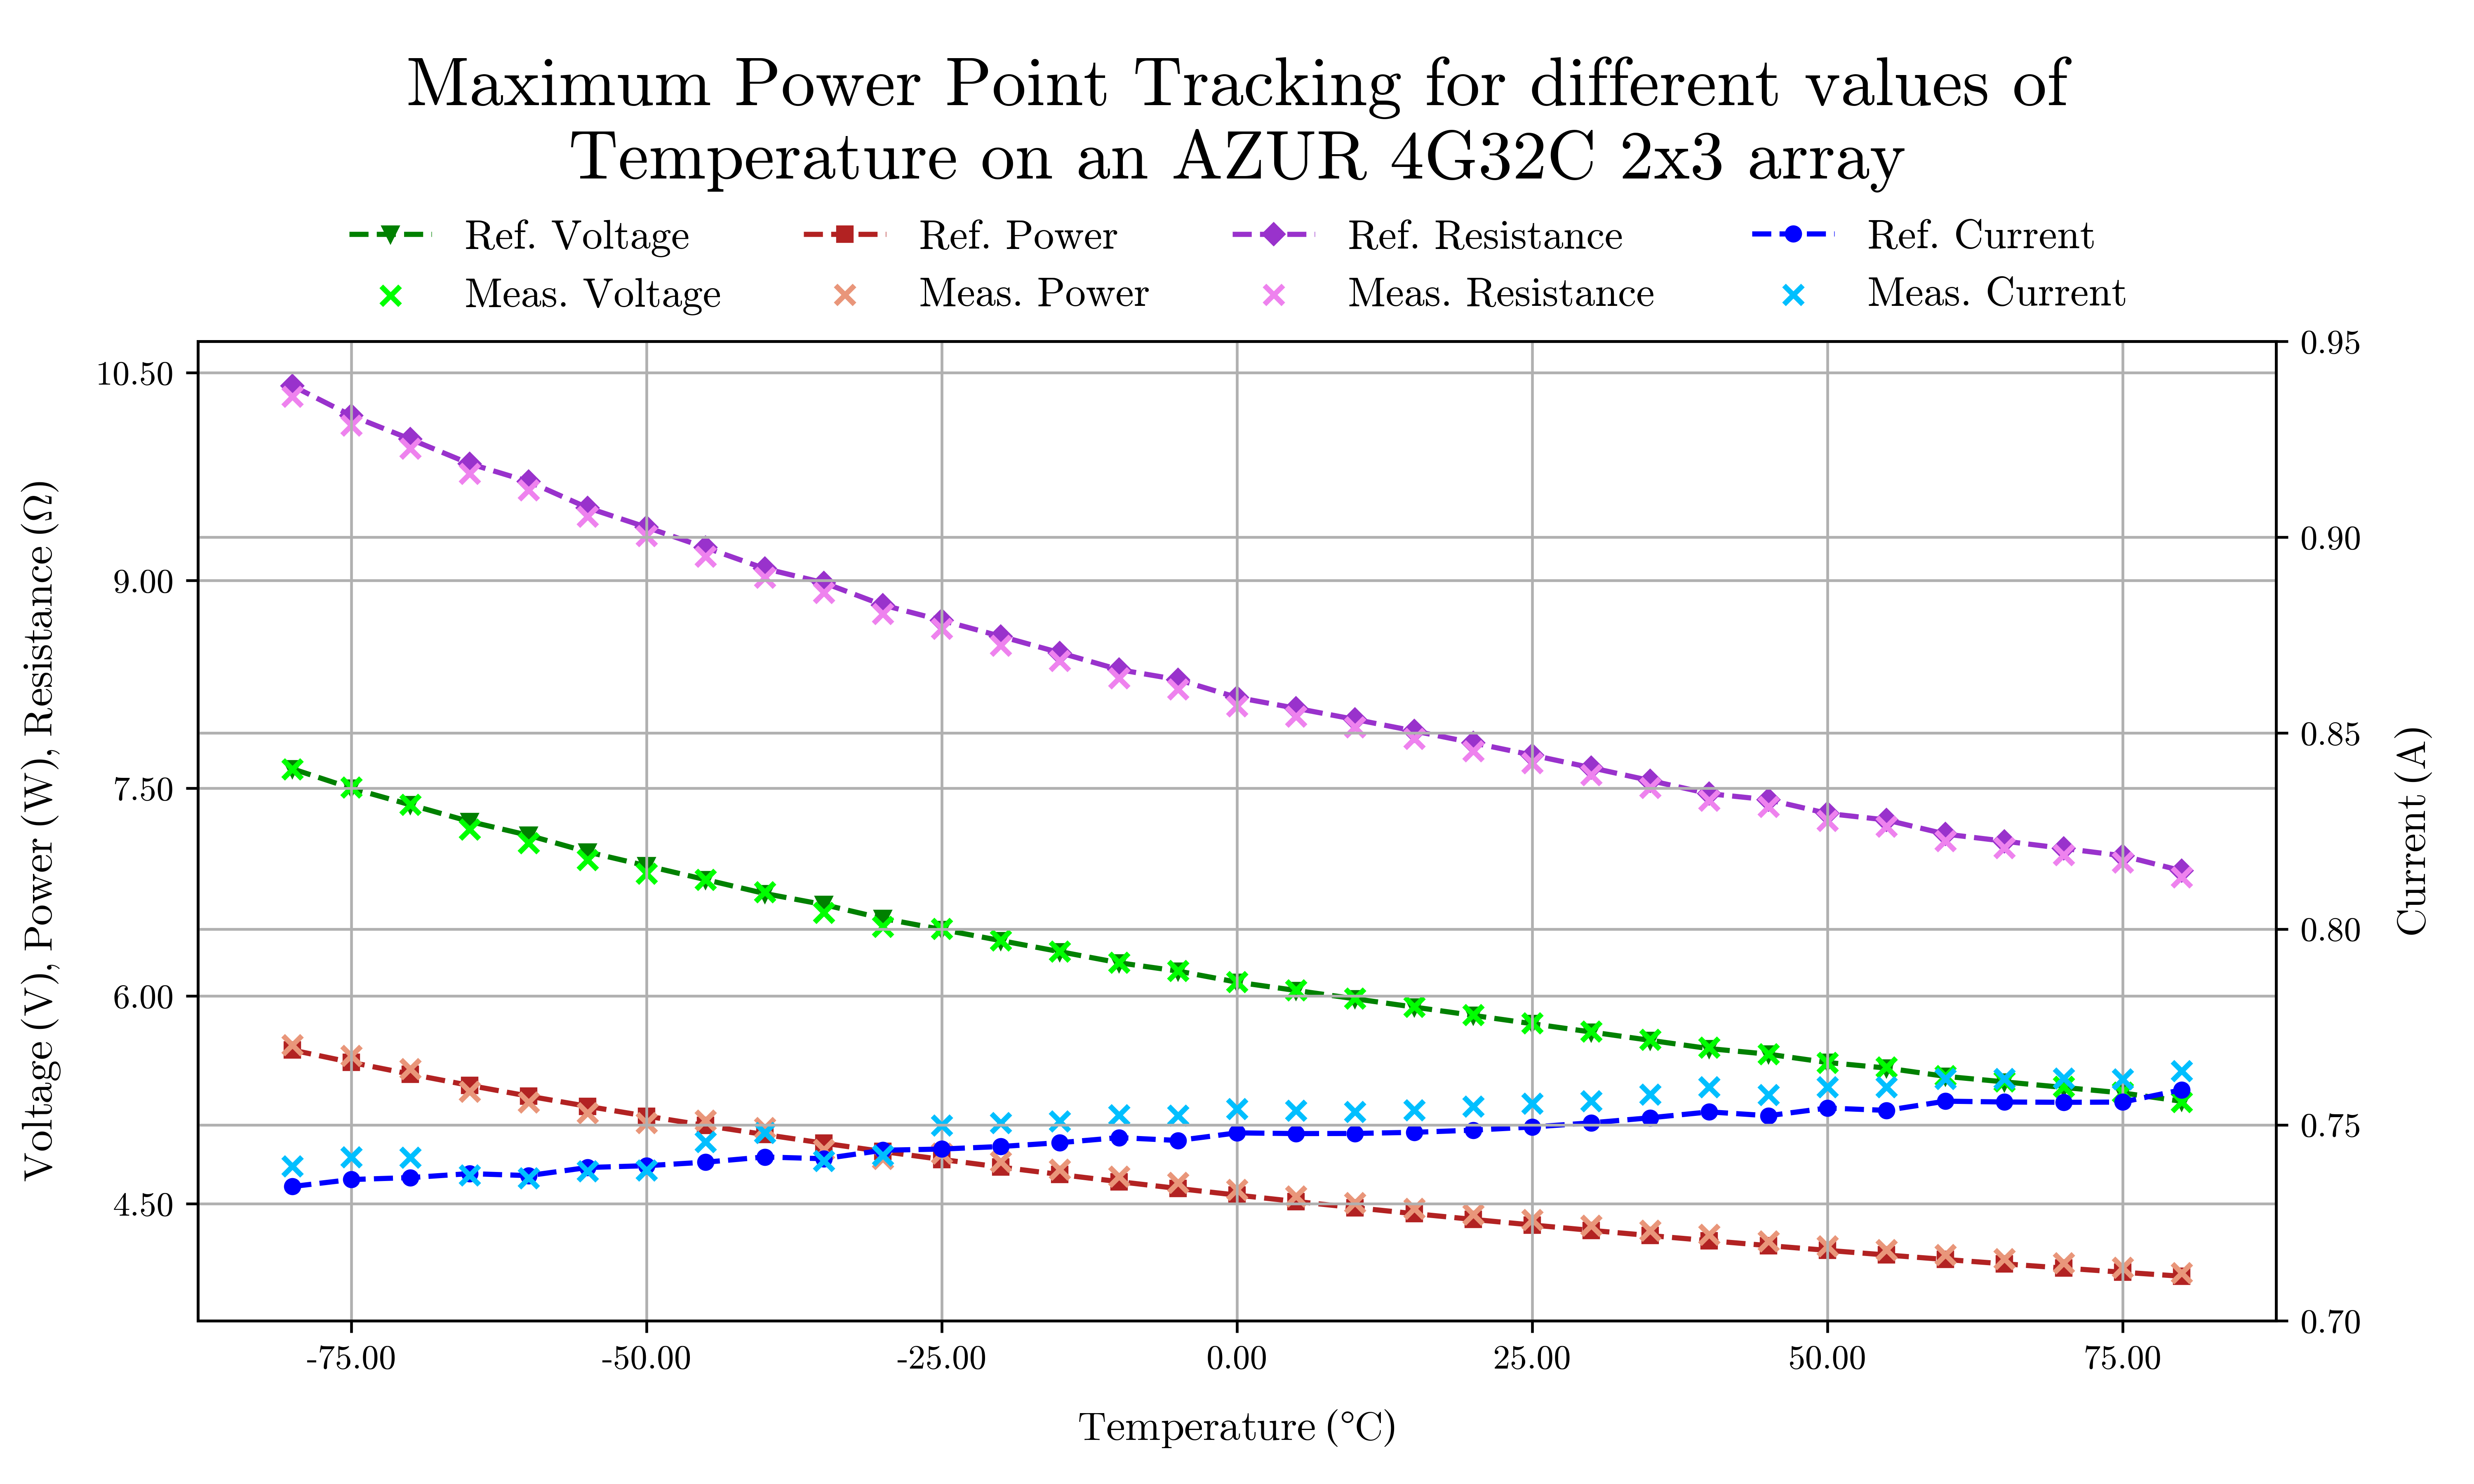 Maximum Power Point Tracking for different values of
Temperature on an AZUR 4G32C 2x3 array
Ref. Voltage
Ref. Power
Ref. Resistance
Ref. Current
Meas. Voltage
Meas. Power
Meas. Resistance
Meas. Current
Voltage (V), Power (W), Resistance (Ω)
10.50
9.00
7.50
6.00
4.50
0.95
0.90
0.85
0.80
0.75
0.70
Current (A)
-75.00
-50.00
-25.00
0.00
25.00
50.00
75.00
Temperature (°C)